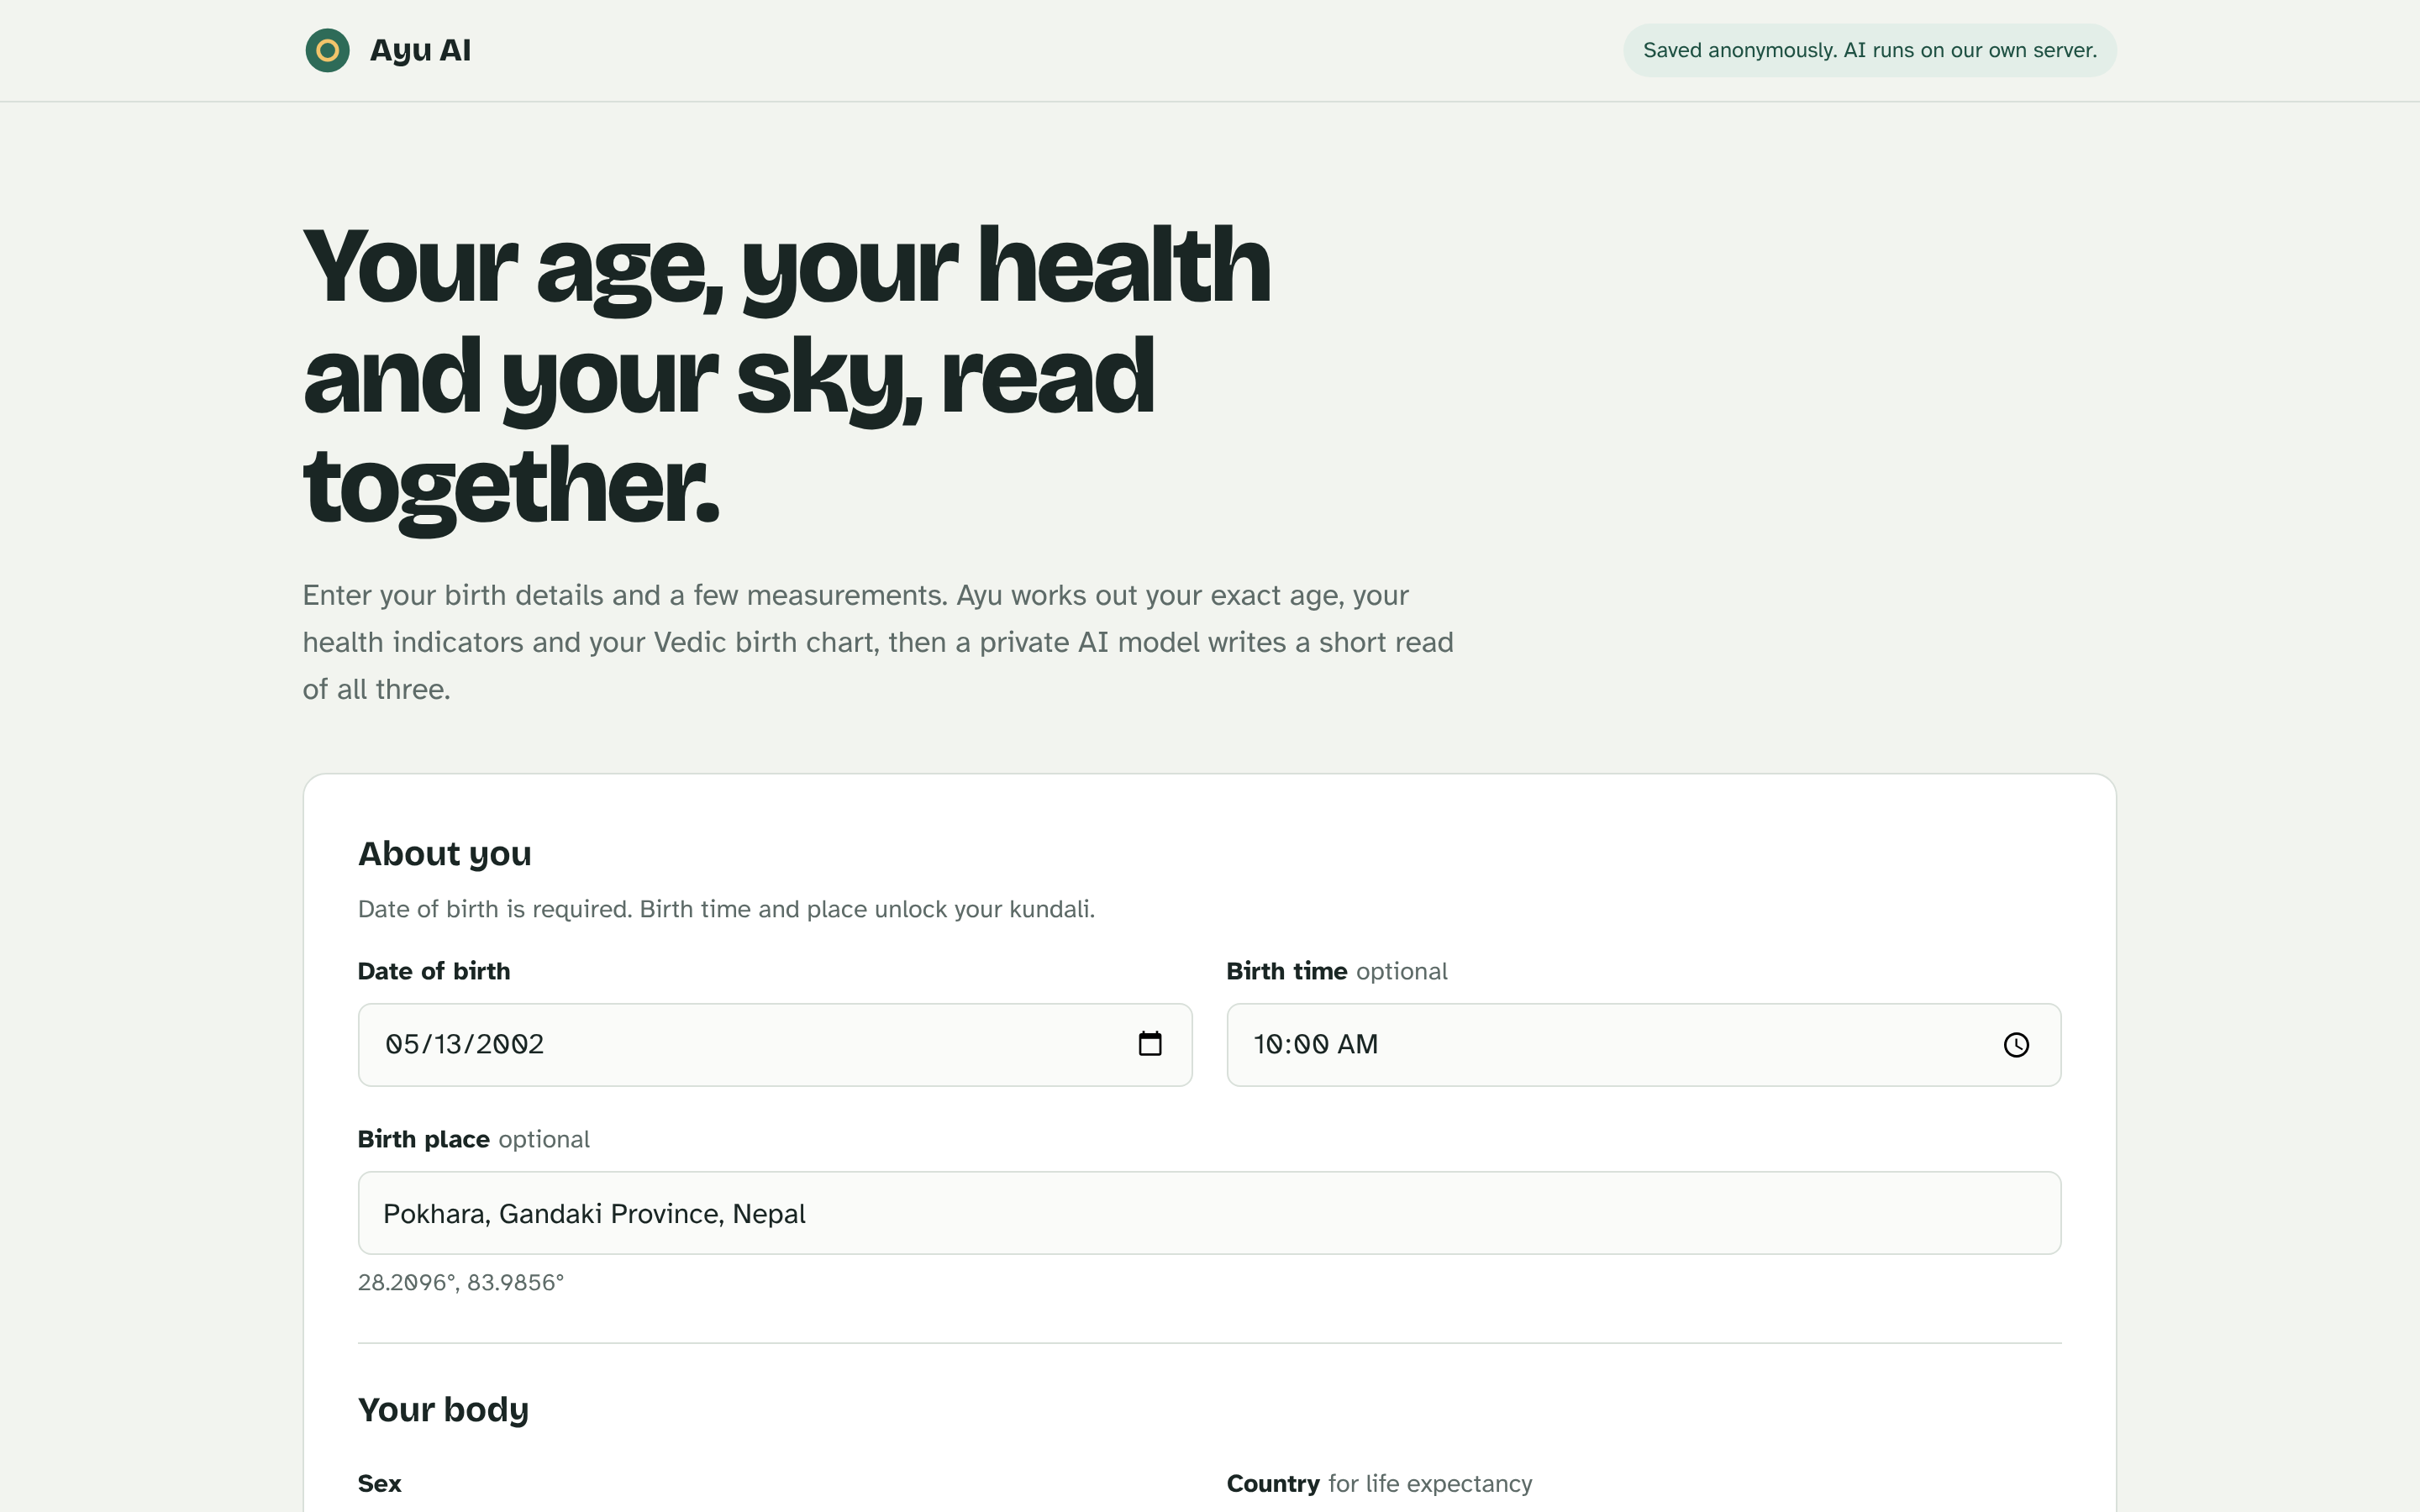 Ayu AI
Saved anonymously. AI runs on our own server.
Your age, your health
and your sky, read
together.
Enter your birth details and a few measurements. Ayu works out your exact age, your
health indicators and your Vedic birth chart, then a private AI model writes a short read
of all three.
About you
Date of birth is required. Birth time and place unlock your kundali.
Date of birth
Birth time optional
05/13/2002
10:00 AM
Birth place optional
Pokhara, Gandaki Province, Nepal
28.2096°, 83.9856°
Your body
Sex
Country for life expectancy